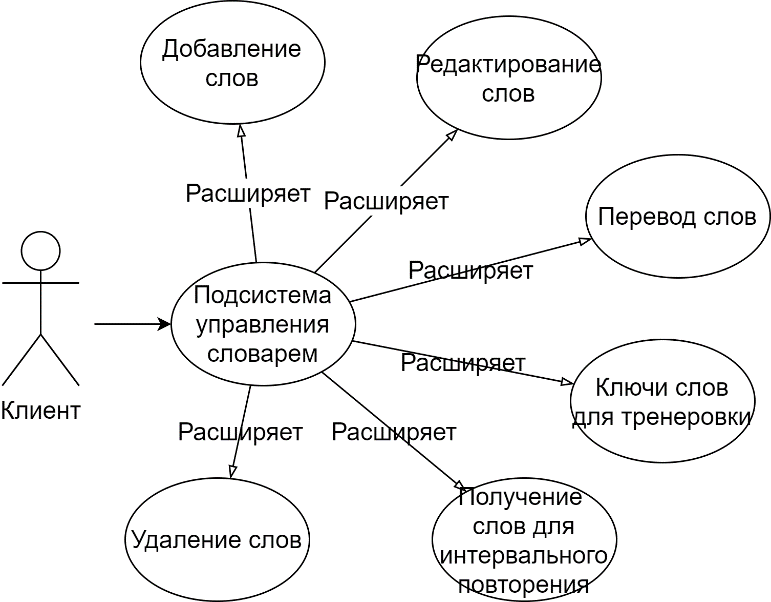 Добавление
слов
Редактирование
слов
Расширяет
Расширяет
Перевод слов
Расширяет
Подсистема
управления
словарем
Расширяет
Ключи слов
для тренеровки
Клиент
Расширяет
Расширяет
Удаление слов
Получение
слов для
интервального
повторения